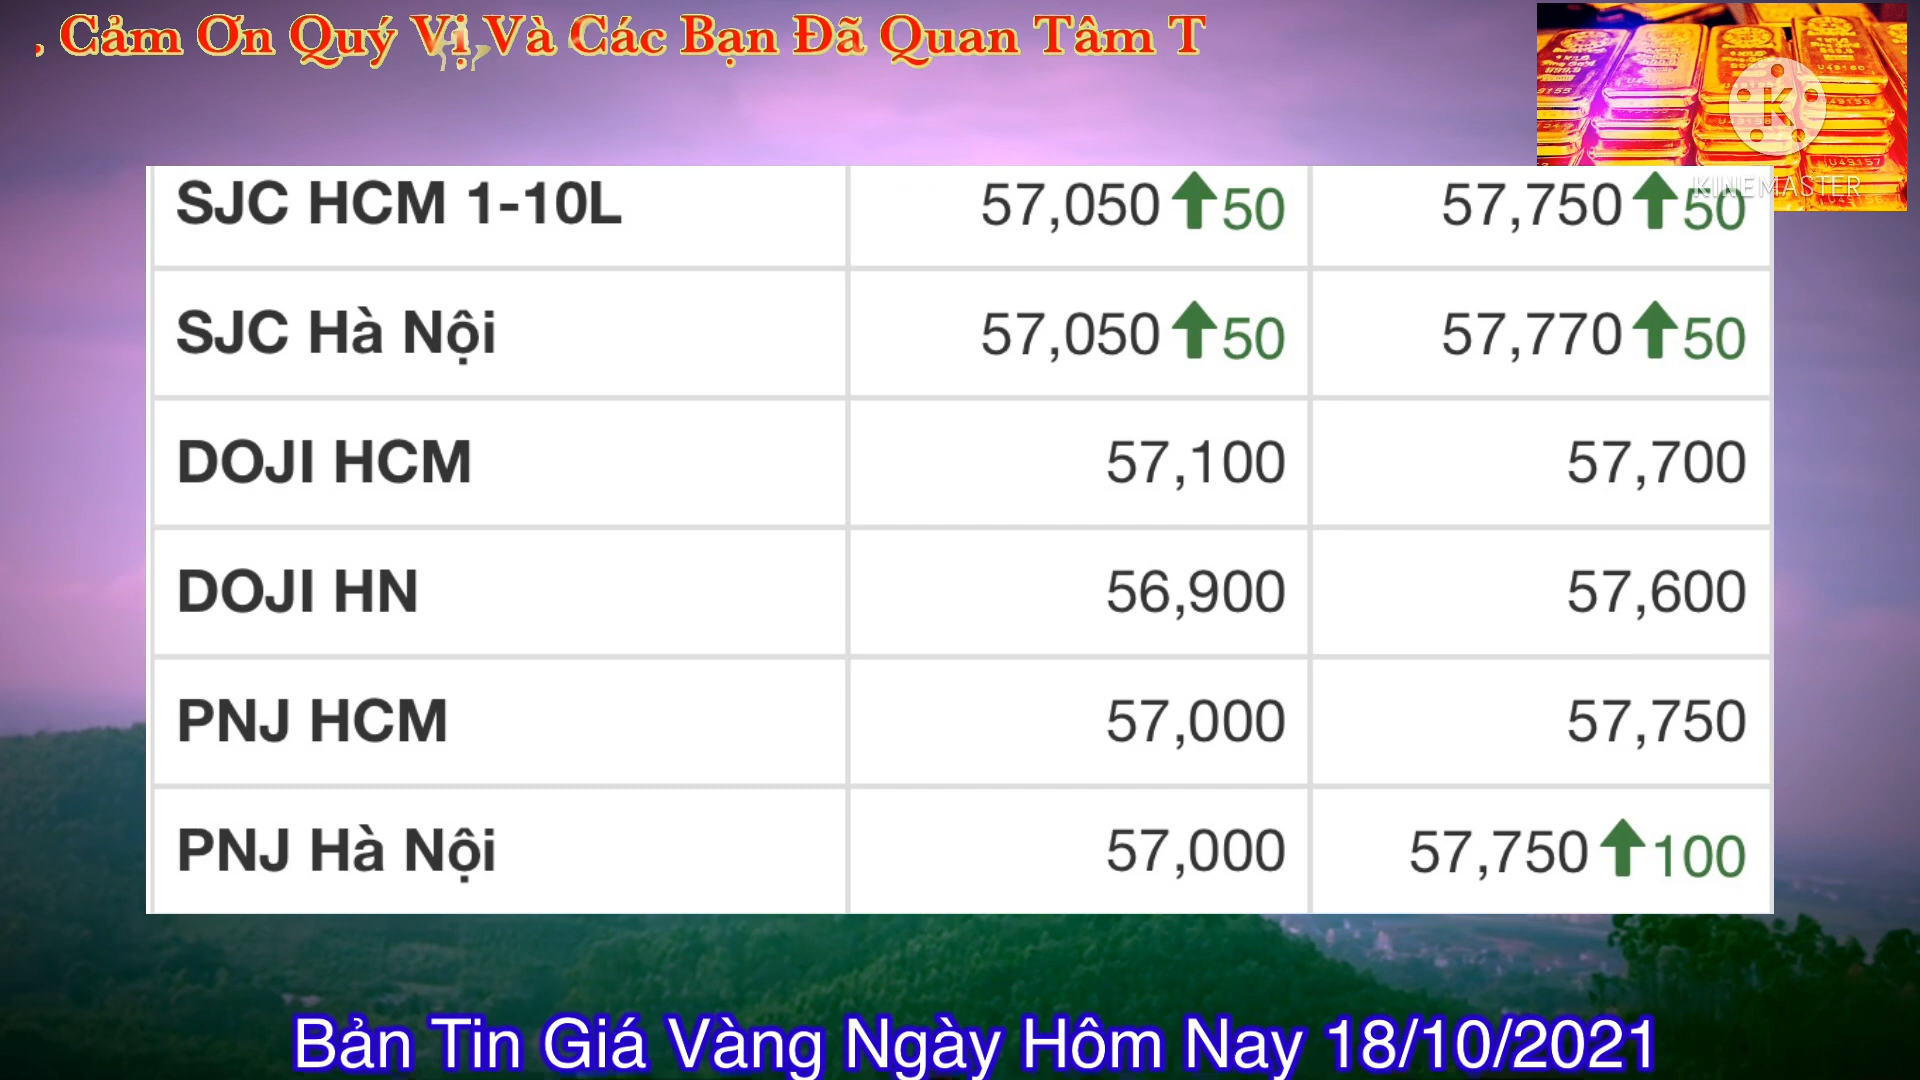 Cảm Ơn Quý Vị Và Các Bạn Đã Quan Tâm T
KINEMASTER
SJC HCM 1-10L 57,050 ⬆50 57,750 ⬆50
SJC Hà Nội 57,050 ⬆50 57,770 ⬆50
DOJI HCM 57,100 57,700
DOJI HN 56,900 57,600
PNJ HCM 57,000 57,750
PNJ Hà Nội 57,000 57,750 ⬆100
Bản Tin Giá Vàng Ngày Hôm Nay 18/10/2021